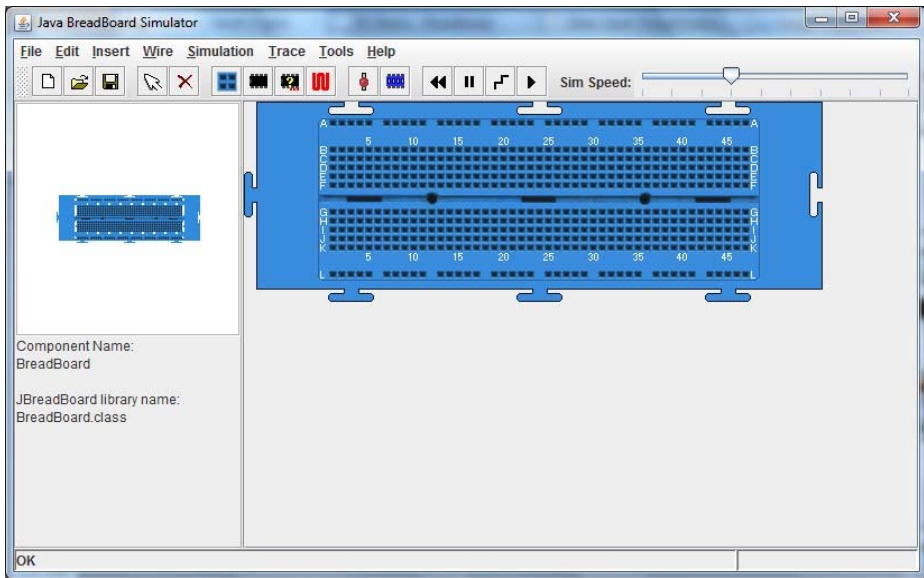 Java BreadBoard Simulator
File Edit Insert Wire Simulation Trace Tools Help
Sim Speed:
A A
5 10 15 20 25 30 35 40 45
B B
C C
D D
E E
F F
G G
H H
I I
J J
K K
5 10 15 20 25 30 35 40 45
L L
Component Name:
BreadBoard
JBreadBoard library name:
BreadBoard.class
OK